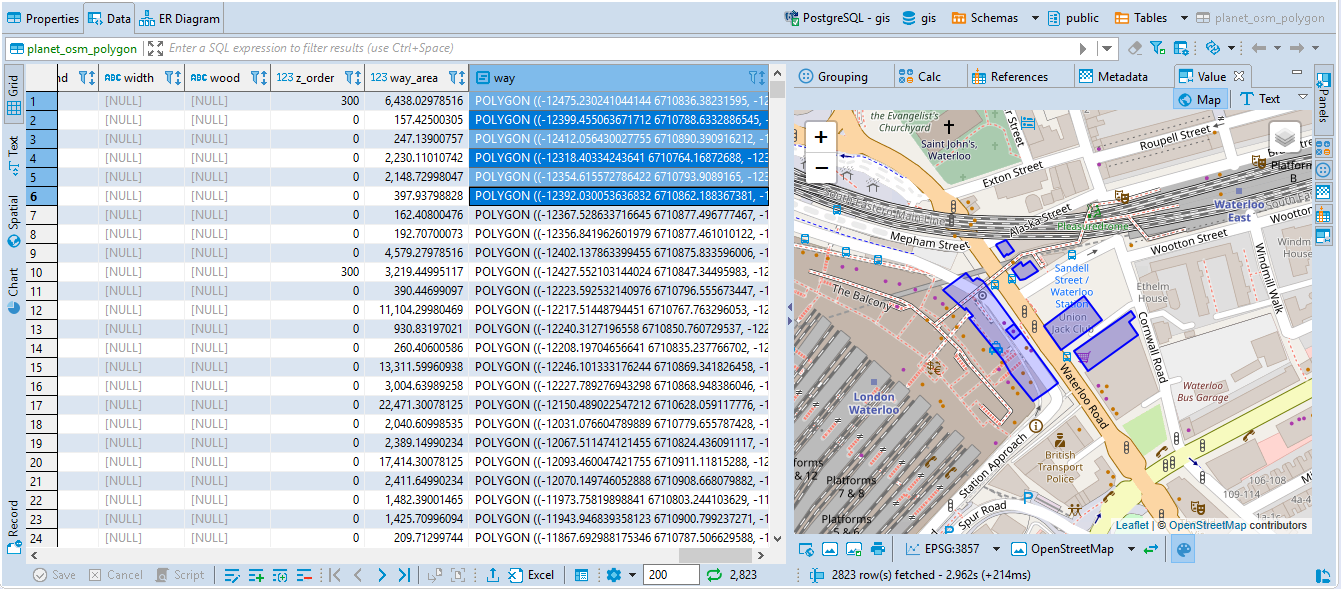 Properties Data ER Diagram PostgreSQL - gis gis Schemas public Tables planet_osm_polygon
planet_osm_polygon Enter a SQL expression to filter results (use Ctrl+Space)
Grid
Text
Spatial
Chart
Record
nd ABC width ABC wood 123 z_order 123 way_area way
1 [NULL] [NULL] 300 6,438.02978516 POLYGON ((-12475.230241044144 6710836.38231595, -12
2 [NULL] [NULL] 0 157.42500305 POLYGON ((-12399.455063671712 6710788.6332886545, -
3 [NULL] [NULL] 0 247.13900757 POLYGON ((-12412.056430027755 6710890.390916212, -
4 [NULL] [NULL] 0 2,230.11010742 POLYGON ((-12318.40334243641 6710764.16872688, -123
5 [NULL] [NULL] 0 2,148.72998047 POLYGON ((-12354.615572786422 6710793.9089165, -123
6 [NULL] [NULL] 0 397.93798828 POLYGON ((-12392.030053636832 6710862.188367381, -1
7 [NULL] [NULL] 0 162.40800476 POLYGON ((-12367.528633716645 6710877.496777467, -1
8 [NULL] [NULL] 0 192.70700073 POLYGON ((-12356.841962601979 6710877.461010122, -1
9 [NULL] [NULL] 0 4,579.27978516 POLYGON ((-12402.137863399455 6710875.833596361, -1
10 [NULL] [NULL] 300 3,219.44995117 POLYGON ((-12427.552103144024 6710847.34495983, -12
11 [NULL] [NULL] 0 390.44699097 POLYGON ((-12223.592532140976 6710796.555673447, -1
12 [NULL] [NULL] 0 11,104.29980469 POLYGON ((-12217.51448794451 6710767.763296053, -12
13 [NULL] [NULL] 0 930.83197021 POLYGON ((-12240.3127196558 6710850.760729537, -122
14 [NULL] [NULL] 0 260.40600586 POLYGON ((-12208.19704656641 6710835.237766702, -12
15 [NULL] [NULL] 0 13,311.59960938 POLYGON ((-12246.101333176244 6710869.341826458, -1
16 [NULL] [NULL] 0 3,004.63989258 POLYGON ((-12227.789276943298 6710868.948386046, -1
17 [NULL] [NULL] 0 22,471.30078125 POLYGON ((-12150.489022547212 6710628.059117776, -1
18 [NULL] [NULL] 0 2,040.60998535 POLYGON ((-12031.076604789889 6710779.655787428, -1
19 [NULL] [NULL] 0 2,389.14990234 POLYGON ((-12067.511474121455 6710824.436091117, -1
20 [NULL] [NULL] 0 17,414.30078125 POLYGON ((-12093.460047421755 6710911.11815288, -12
21 [NULL] [NULL] 0 2,411.64990234 POLYGON ((-12070.149746052888 6710908.668079882, -1
22 [NULL] [NULL] 0 1,482.39001465 POLYGON ((-11973.75819898841 6710803.244103629, -11
23 [NULL] [NULL] 0 1,425.70996094 POLYGON ((-11943.946839358123 6710900.799237271, -1
24 [NULL] [NULL] 0 209.71299744 POLYGON ((-11867.692988175346 6710787.506629588, -1
Save Cancel Script Excel 200 2,823
Grouping Calc References Metadata Value
Map Text
Panels
+
−
the Evangelist's
Churchyard
Saint John's,
Waterloo
Exton Street
Roupell Street
Platform
B
Waterloo
East
Alaska Street
Pleasuredrome
Mepham Street
Wootton Street
Wootton
Windmill Walk
Windm
House
Sandell
Street /
Waterloo
Station
Union
Jack Club
Ethelm
House
The Balcony
Cornwall Road
London
Waterloo
Waterloo Road
Waterloo
Bus Garage
British
Transport
Police
Station Approach
Spur Road
Platforms
7 & 8
Platforms
5 & 6
forms
& 12
106-108
109-114
Leaflet | © OpenStreetMap contributors
EPSG:3857 OpenStreetMap
2823 row(s) fetched - 2.962s (+214ms)